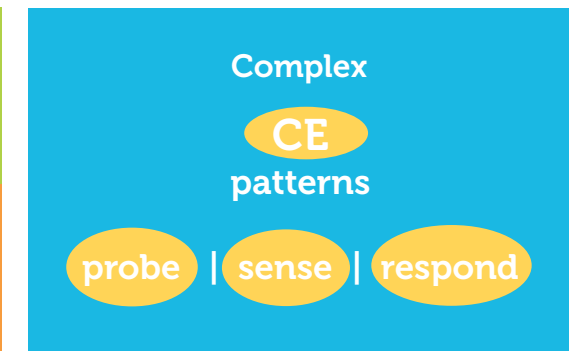 Complex
CE
patterns
probe | sense | respond